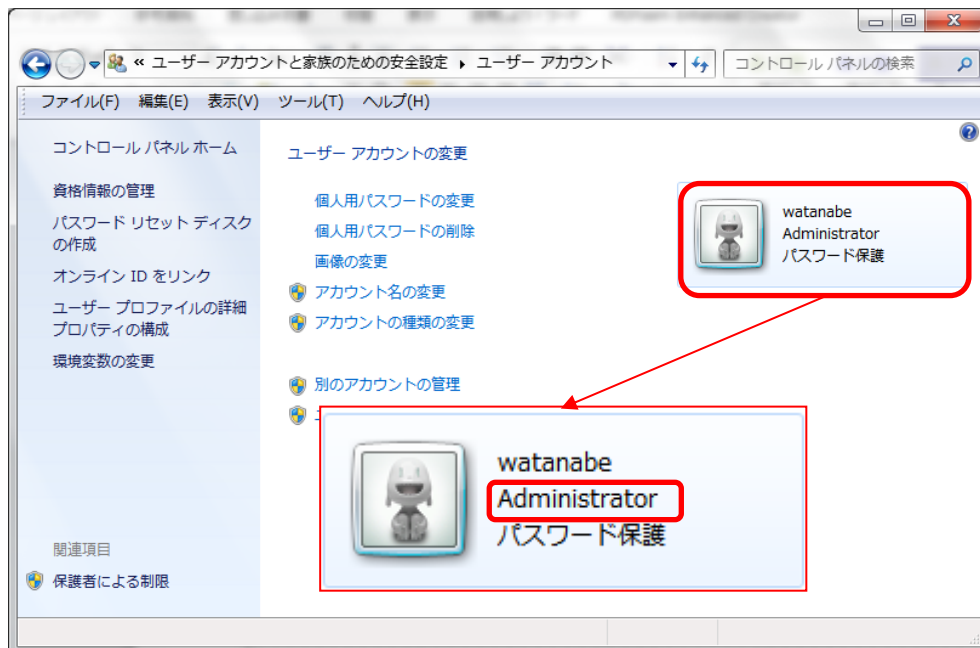 « ユーザー アカウントと家族のための安全設定 ▸ ユーザー アカウント
コントロール パネルの検索
ファイル(F) 編集(E) 表示(V) ツール(T) ヘルプ(H)
コントロール パネル ホーム
資格情報の管理
パスワード リセット ディスク
の作成
オンライン ID をリンク
ユーザー プロファイルの詳細
プロパティの構成
環境変数の変更
関連項目
保護者による制限
ユーザー アカウントの変更
個人用パスワードの変更
個人用パスワードの削除
画像の変更
アカウント名の変更
アカウントの種類の変更
別のアカウントの管理
watanabe
Administrator
パスワード保護
watanabe
Administrator
パスワード保護